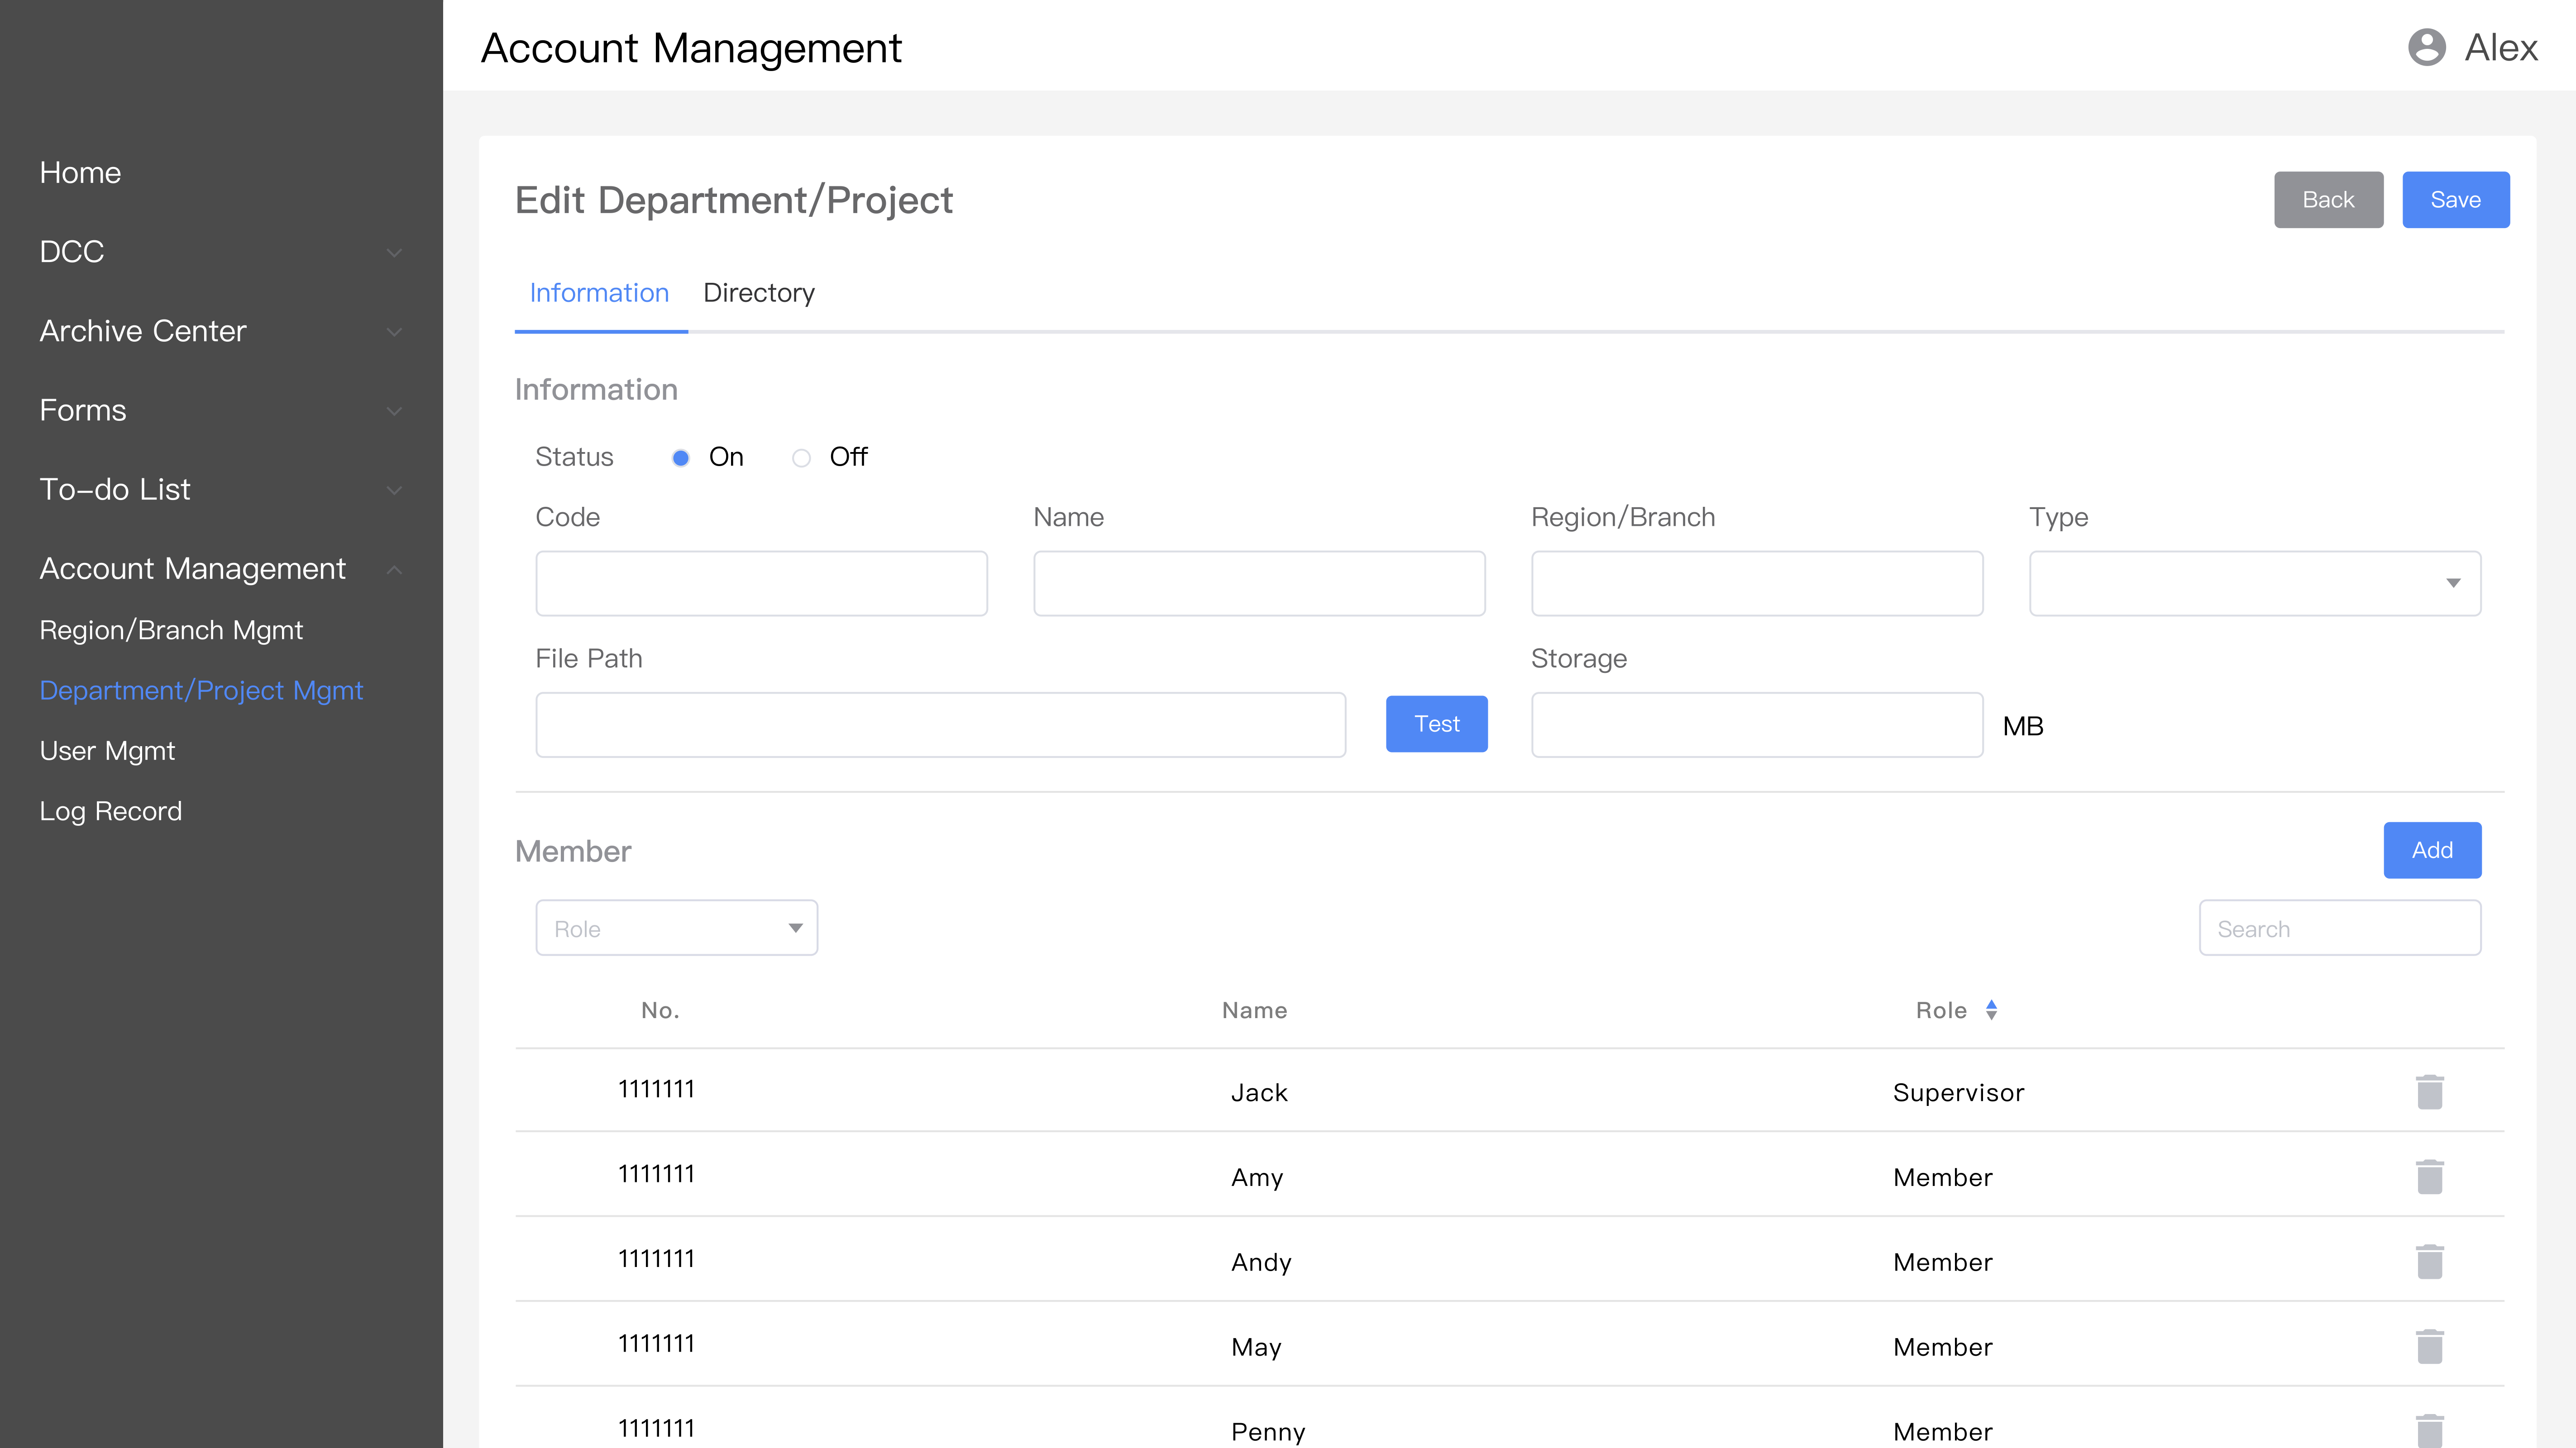 Account Management
Alex
Home
DCC
Archive Center
Forms
To-do List
Account Management
Region/Branch Mgmt
Department/Project Mgmt
User Mgmt
Log Record
Edit Department/Project
Back
Save
Information
Directory
Information
Status
On
Off
Code
Name
Region/Branch
Type
File Path
Test
Storage
MB
Member
Add
Role
Search
No.
Name
Role
1111111
Jack
Supervisor
1111111
Amy
Member
1111111
Andy
Member
1111111
May
Member
1111111
Penny
Member